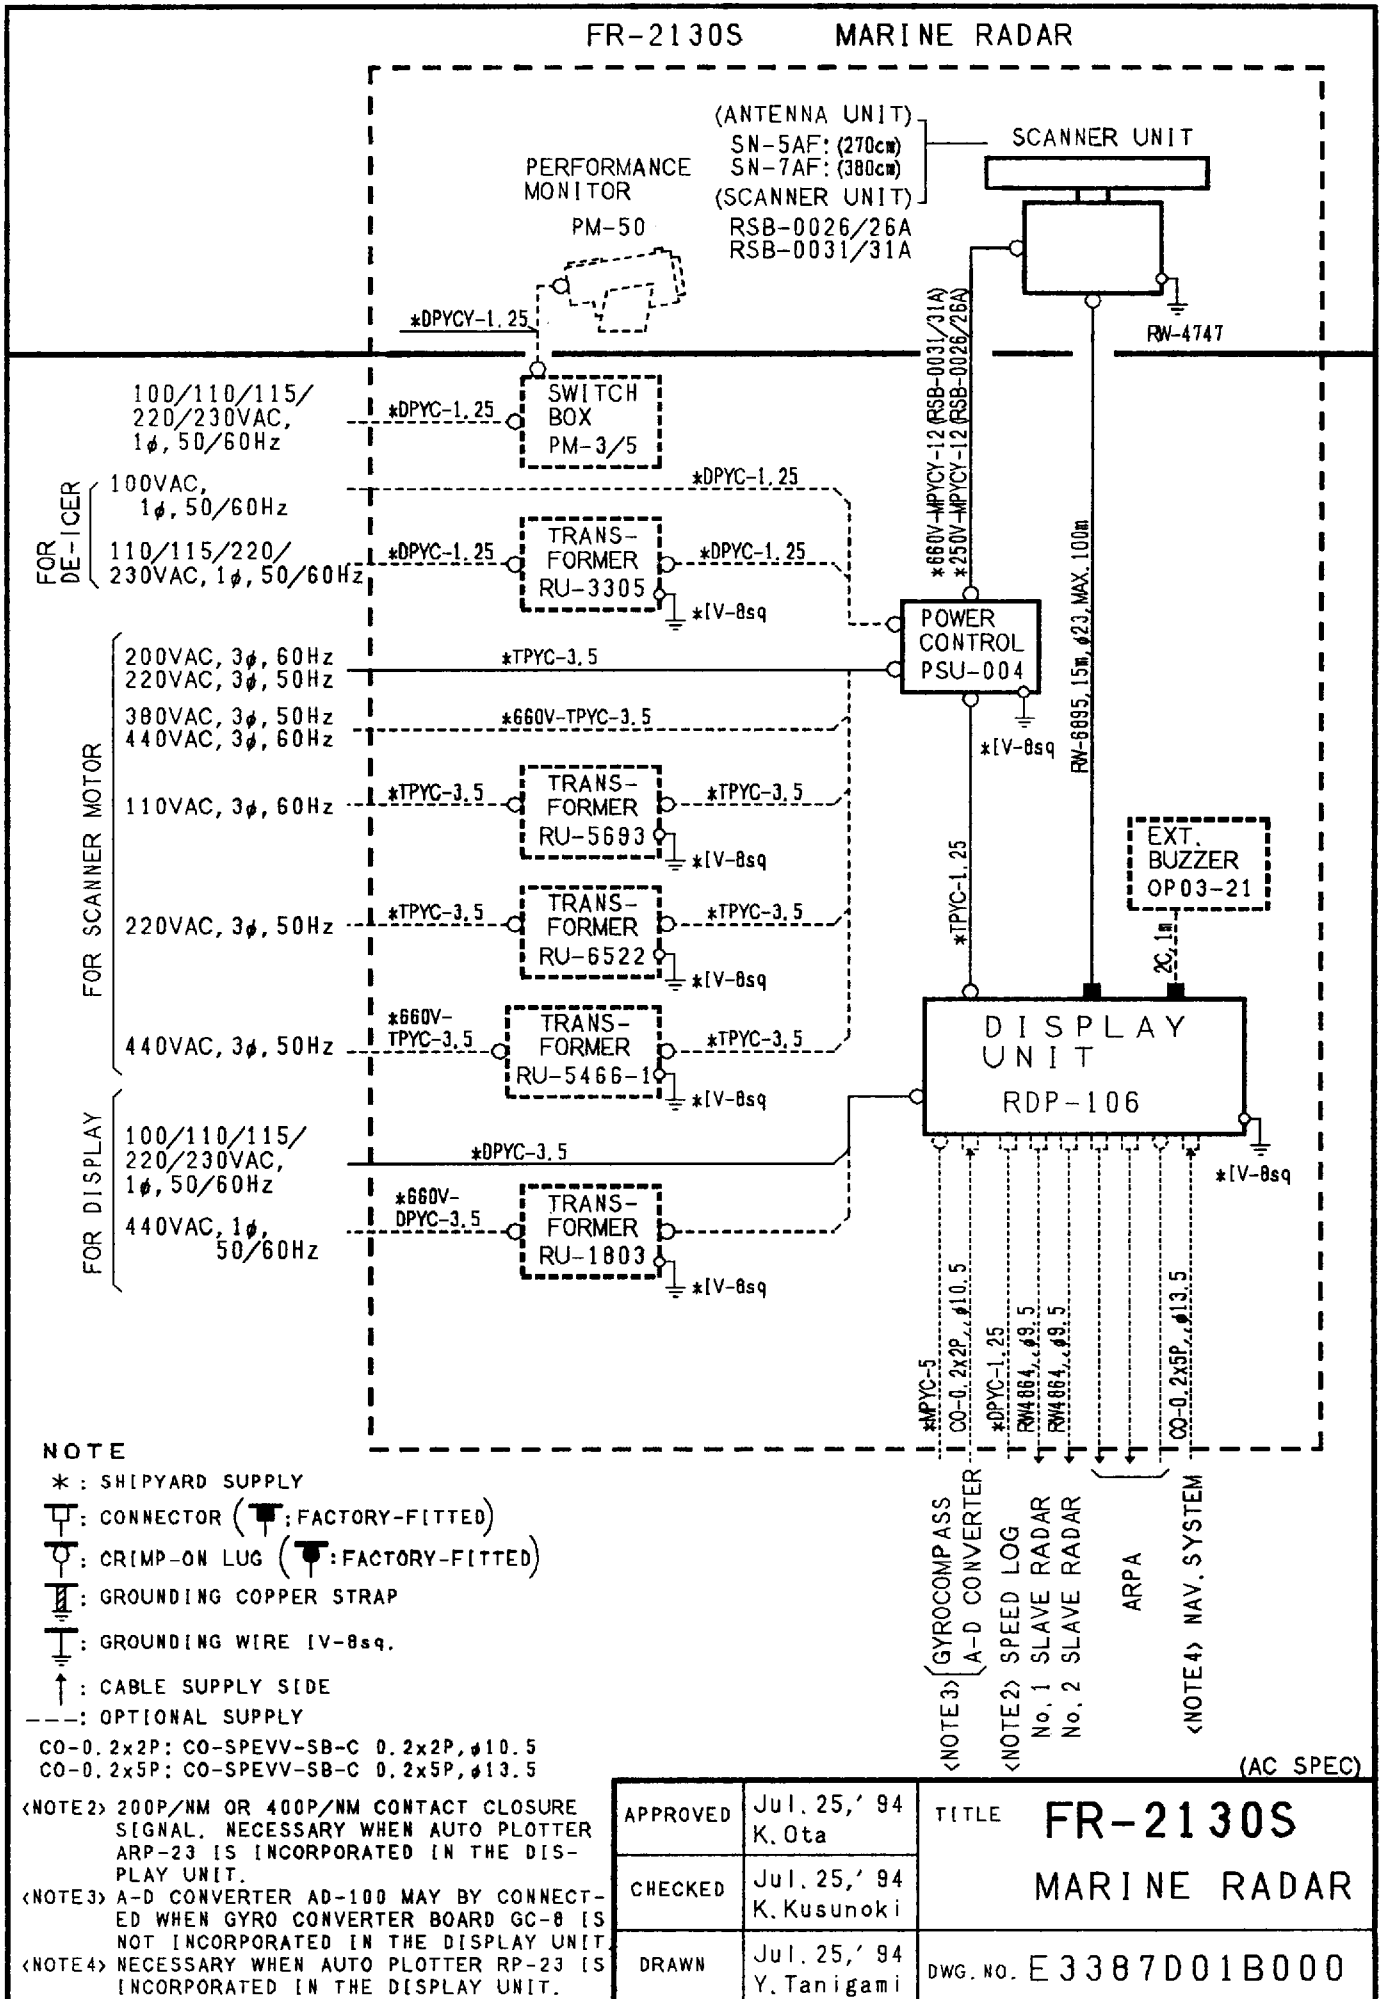 FR-2130S MARINE RADAR
(ANTENNA UNIT)
SN-5AF: (270cm)
SN-7AF: (380cm)
(SCANNER UNIT)
RSB-0026/26A
RSB-0031/31A
SCANNER UNIT
PERFORMANCE
MONITOR
PM-50
*DPYCY-1.25
RW-4747
*660V-MPYCY-12(RSB-0031/31A)
*250V-MPYCY-12(RSB-0026/26A)
100/110/115/
220/230VAC,
1ϕ, 50/60Hz
*DPYC-1.25
SWITCH
BOX
PM-3/5
FOR
DE-ICER
100VAC,
1ϕ, 50/60Hz
*DPYC-1.25
110/115/220/
230VAC, 1ϕ, 50/60Hz
*DPYC-1.25
TRANS-
FORMER
RU-3305
*DPYC-1.25
*IV-8sq
POWER
CONTROL
PSU-004
*IV-8sq
RW-6895, 15m, ϕ23, MAX. 100m
FOR SCANNER MOTOR
200VAC, 3ϕ, 60Hz
220VAC, 3ϕ, 50Hz
*TPYC-3.5
380VAC, 3ϕ, 50Hz
440VAC, 3ϕ, 60Hz
*660V-TPYC-3.5
110VAC, 3ϕ, 60Hz
*TPYC-3.5
TRANS-
FORMER
RU-5693
*TPYC-3.5
*IV-8sq
220VAC, 3ϕ, 50Hz
*TPYC-3.5
TRANS-
FORMER
RU-6522
*TPYC-3.5
*IV-8sq
440VAC, 3ϕ, 50Hz
*660V-
TPYC-3.5
TRANS-
FORMER
RU-5466-1
*TPYC-3.5
*IV-8sq
*TPYC-1.25
EXT.
BUZZER
OP03-21
2C, 1m
DISPLAY
UNIT
RDP-106
*IV-8sq
FOR DISPLAY
100/110/115/
220/230VAC,
1ϕ, 50/60Hz
*DPYC-3.5
440VAC, 1ϕ,
50/60Hz
*660V-
DPYC-3.5
TRANS-
FORMER
RU-1803
*IV-8sq
*MPYC-5
CO-0.2x2P,,ϕ10.5
*DPYC-1.25
RW4864,,ϕ9.5
RW4864,,ϕ9.5
CO-0.2x5P,,ϕ13.5
<NOTE3>
GYROCOMPASS
A-D CONVERTER
<NOTE2> SPEED LOG
No.1 SLAVE RADAR
No.2 SLAVE RADAR
ARPA
<NOTE4> NAV. SYSTEM
NOTE
*: SHIPYARD SUPPLY
: CONNECTOR ( : FACTORY-FITTED)
: CRIMP-ON LUG ( : FACTORY-FITTED)
: GROUNDING COPPER STRAP
: GROUNDING WIRE IV-8sq.
: CABLE SUPPLY SIDE
---: OPTIONAL SUPPLY
CO-0.2x2P: CO-SPEVV-SB-C 0.2x2P, ϕ10.5
CO-0.2x5P: CO-SPEVV-SB-C 0.2x5P, ϕ13.5
<NOTE2> 200P/NM OR 400P/NM CONTACT CLOSURE
SIGNAL. NECESSARY WHEN AUTO PLOTTER
ARP-23 IS INCORPORATED IN THE DIS-
PLAY UNIT.
<NOTE3> A-D CONVERTER AD-100 MAY BY CONNECT-
ED WHEN GYRO CONVERTER BOARD GC-8 IS
NOT INCORPORATED IN THE DISPLAY UNIT
<NOTE4> NECESSARY WHEN AUTO PLOTTER RP-23 IS
INCORPORATED IN THE DISPLAY UNIT.
(AC SPEC)
APPROVED Jul. 25,'94
K. Ota
CHECKED Jul. 25,'94
K. Kusunoki
DRAWN Jul. 25,'94
Y. Tanigami
TITLE FR-2130S
MARINE RADAR
DWG. NO. E3387D01B000